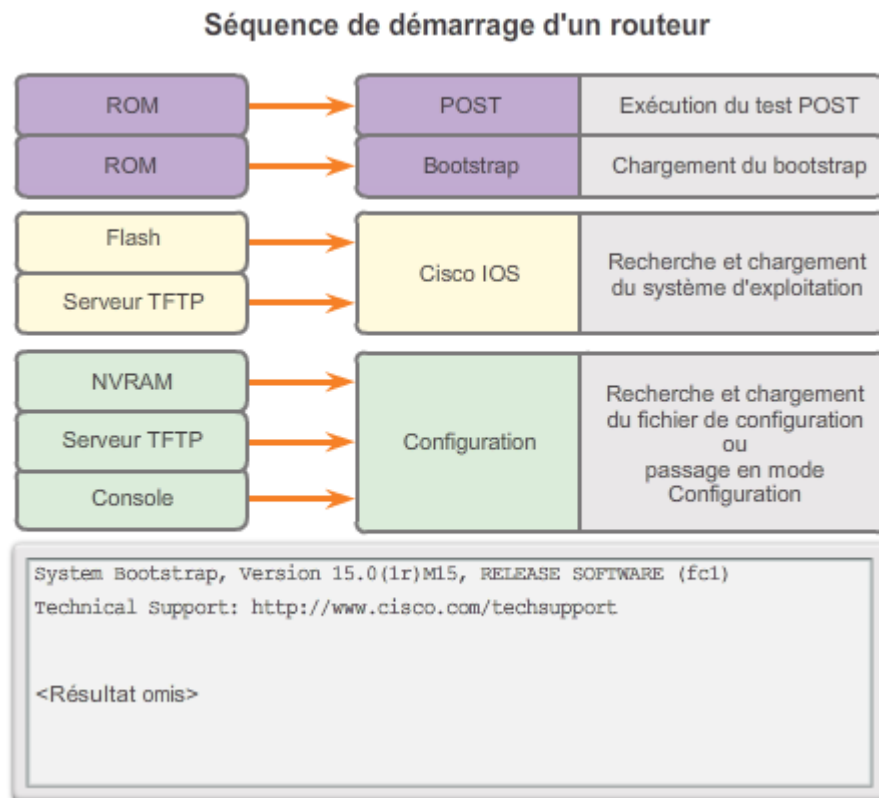 Séquence de démarrage d'un routeur
ROM
POST
Exécution du test POST
ROM
Bootstrap
Chargement du bootstrap
Flash
Serveur TFTP
Cisco IOS
Recherche et chargement
du système d'exploitation
NVRAM
Serveur TFTP
Console
Configuration
Recherche et chargement
du fichier de configuration
ou
passage en mode
Configuration
System Bootstrap, Version 15.0(1r)M15, RELEASE SOFTWARE (fc1)
Technical Support: http://www.cisco.com/techsupport
<Résultat omis>